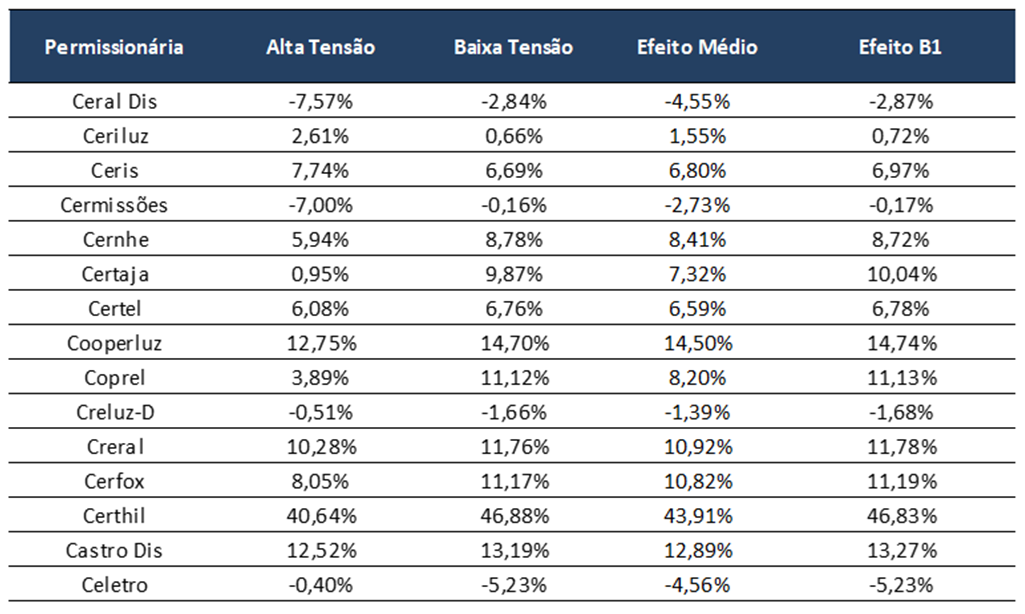 Permissionária Alta Tensão Baixa Tensão Efeito Médio Efeito B1
Ceral Dis -7,57% -2,84% -4,55% -2,87%
Ceriluz 2,61% 0,66% 1,55% 0,72%
Ceris 7,74% 6,69% 6,80% 6,97%
Cermissões -7,00% -0,16% -2,73% -0,17%
Cernhe 5,94% 8,78% 8,41% 8,72%
Certaja 0,95% 9,87% 7,32% 10,04%
Certel 6,08% 6,76% 6,59% 6,78%
Cooperluz 12,75% 14,70% 14,50% 14,74%
Coprel 3,89% 11,12% 8,20% 11,13%
Creluz-D -0,51% -1,66% -1,39% -1,68%
Creral 10,28% 11,76% 10,92% 11,78%
Cerfox 8,05% 11,17% 10,82% 11,19%
Certhil 40,64% 46,88% 43,91% 46,83%
Castro Dis 12,52% 13,19% 12,89% 13,27%
Celetro -0,40% -5,23% -4,56% -5,23%